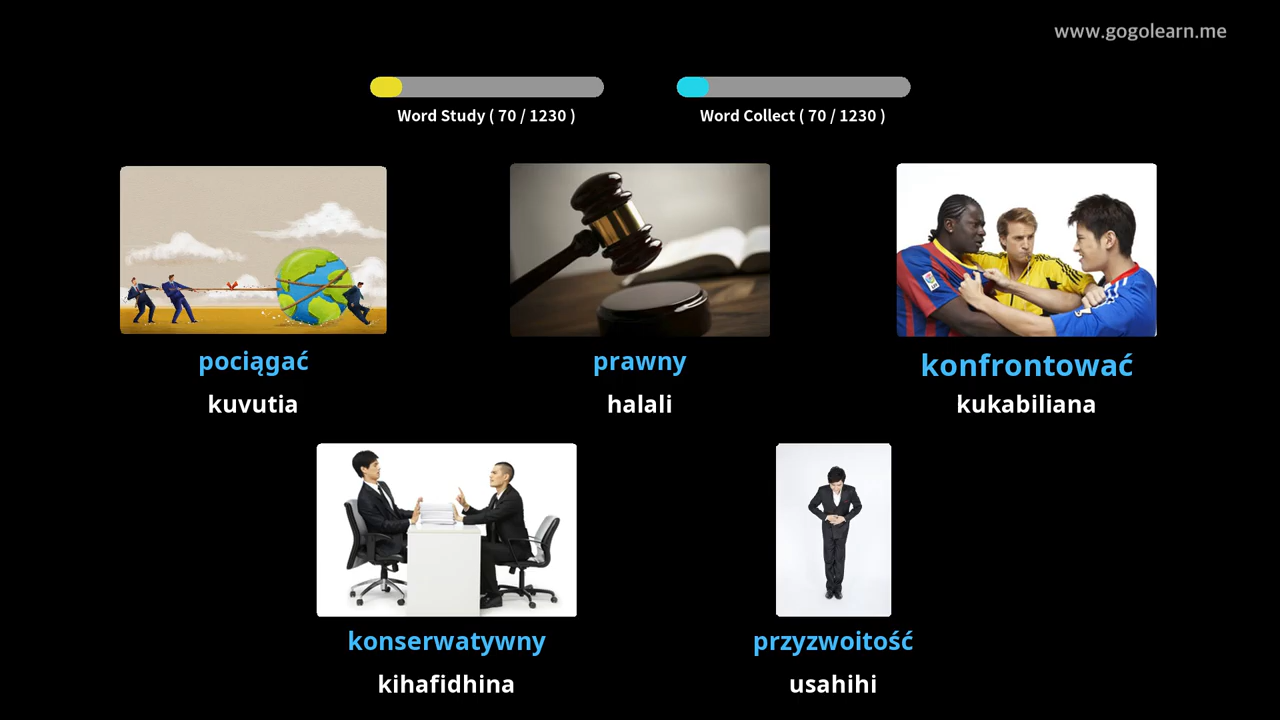 www.gogolearn.me
Word Study ( 70 / 1230 )
Word Collect ( 70 / 1230 )
pociągać
prawny
konfrontować
kuvutia
halali
kukabiliana
konserwatywny
przyzwoitość
kihafidhina
usahihi